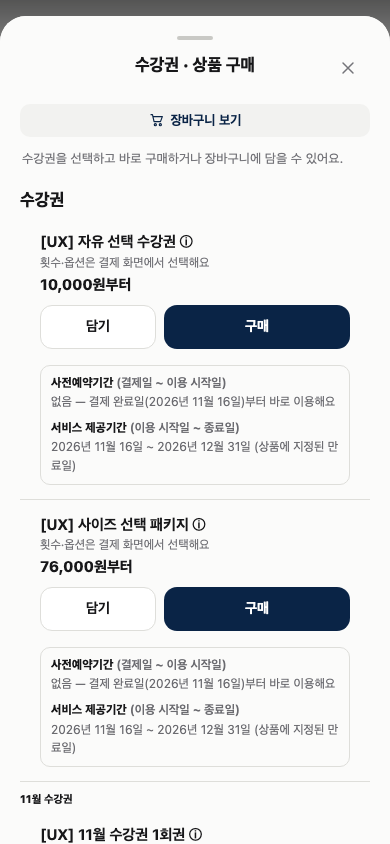 수강권 · 상품 구매
장바구니 보기
수강권을 선택하고 바로 구매하거나 장바구니에 담을 수 있어요.
수강권
[UX] 자유 선택 수강권 ⓘ
횟수·옵션은 결제 화면에서 선택해요
10,000원부터
담기 구매
사전예약기간 (결제일 ~ 이용 시작일)
없음 — 결제 완료일(2026년 11월 16일)부터 바로 이용해요
서비스 제공기간 (이용 시작일 ~ 종료일)
2026년 11월 16일 ~ 2026년 12월 31일 (상품에 지정된 만
료일)
[UX] 사이즈 선택 패키지 ⓘ
횟수·옵션은 결제 화면에서 선택해요
76,000원부터
담기 구매
사전예약기간 (결제일 ~ 이용 시작일)
없음 — 결제 완료일(2026년 11월 16일)부터 바로 이용해요
서비스 제공기간 (이용 시작일 ~ 종료일)
2026년 11월 16일 ~ 2026년 12월 31일 (상품에 지정된 만
료일)
11월 수강권
[UX] 11월 수강권 1회권 ⓘ